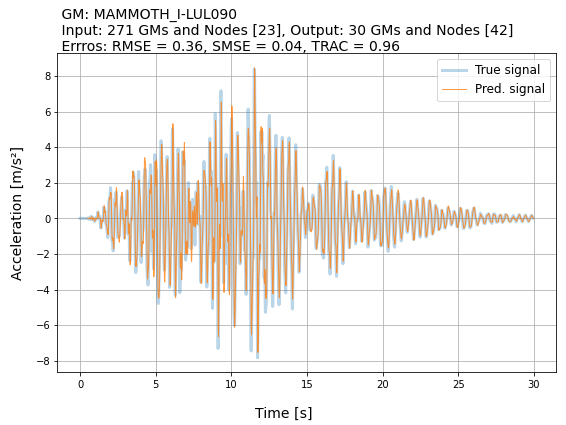 GM: MAMMOTH_I-LUL090
Input: 271 GMs and Nodes [23], Output: 30 GMs and Nodes [42]
Errros: RMSE = 0.36, SMSE = 0.04, TRAC = 0.96
True signal
Pred. signal
Acceleration [m/s²]
8
6
4
2
0
−2
−4
−6
−8
0 5 10 15 20 25 30
Time [s]